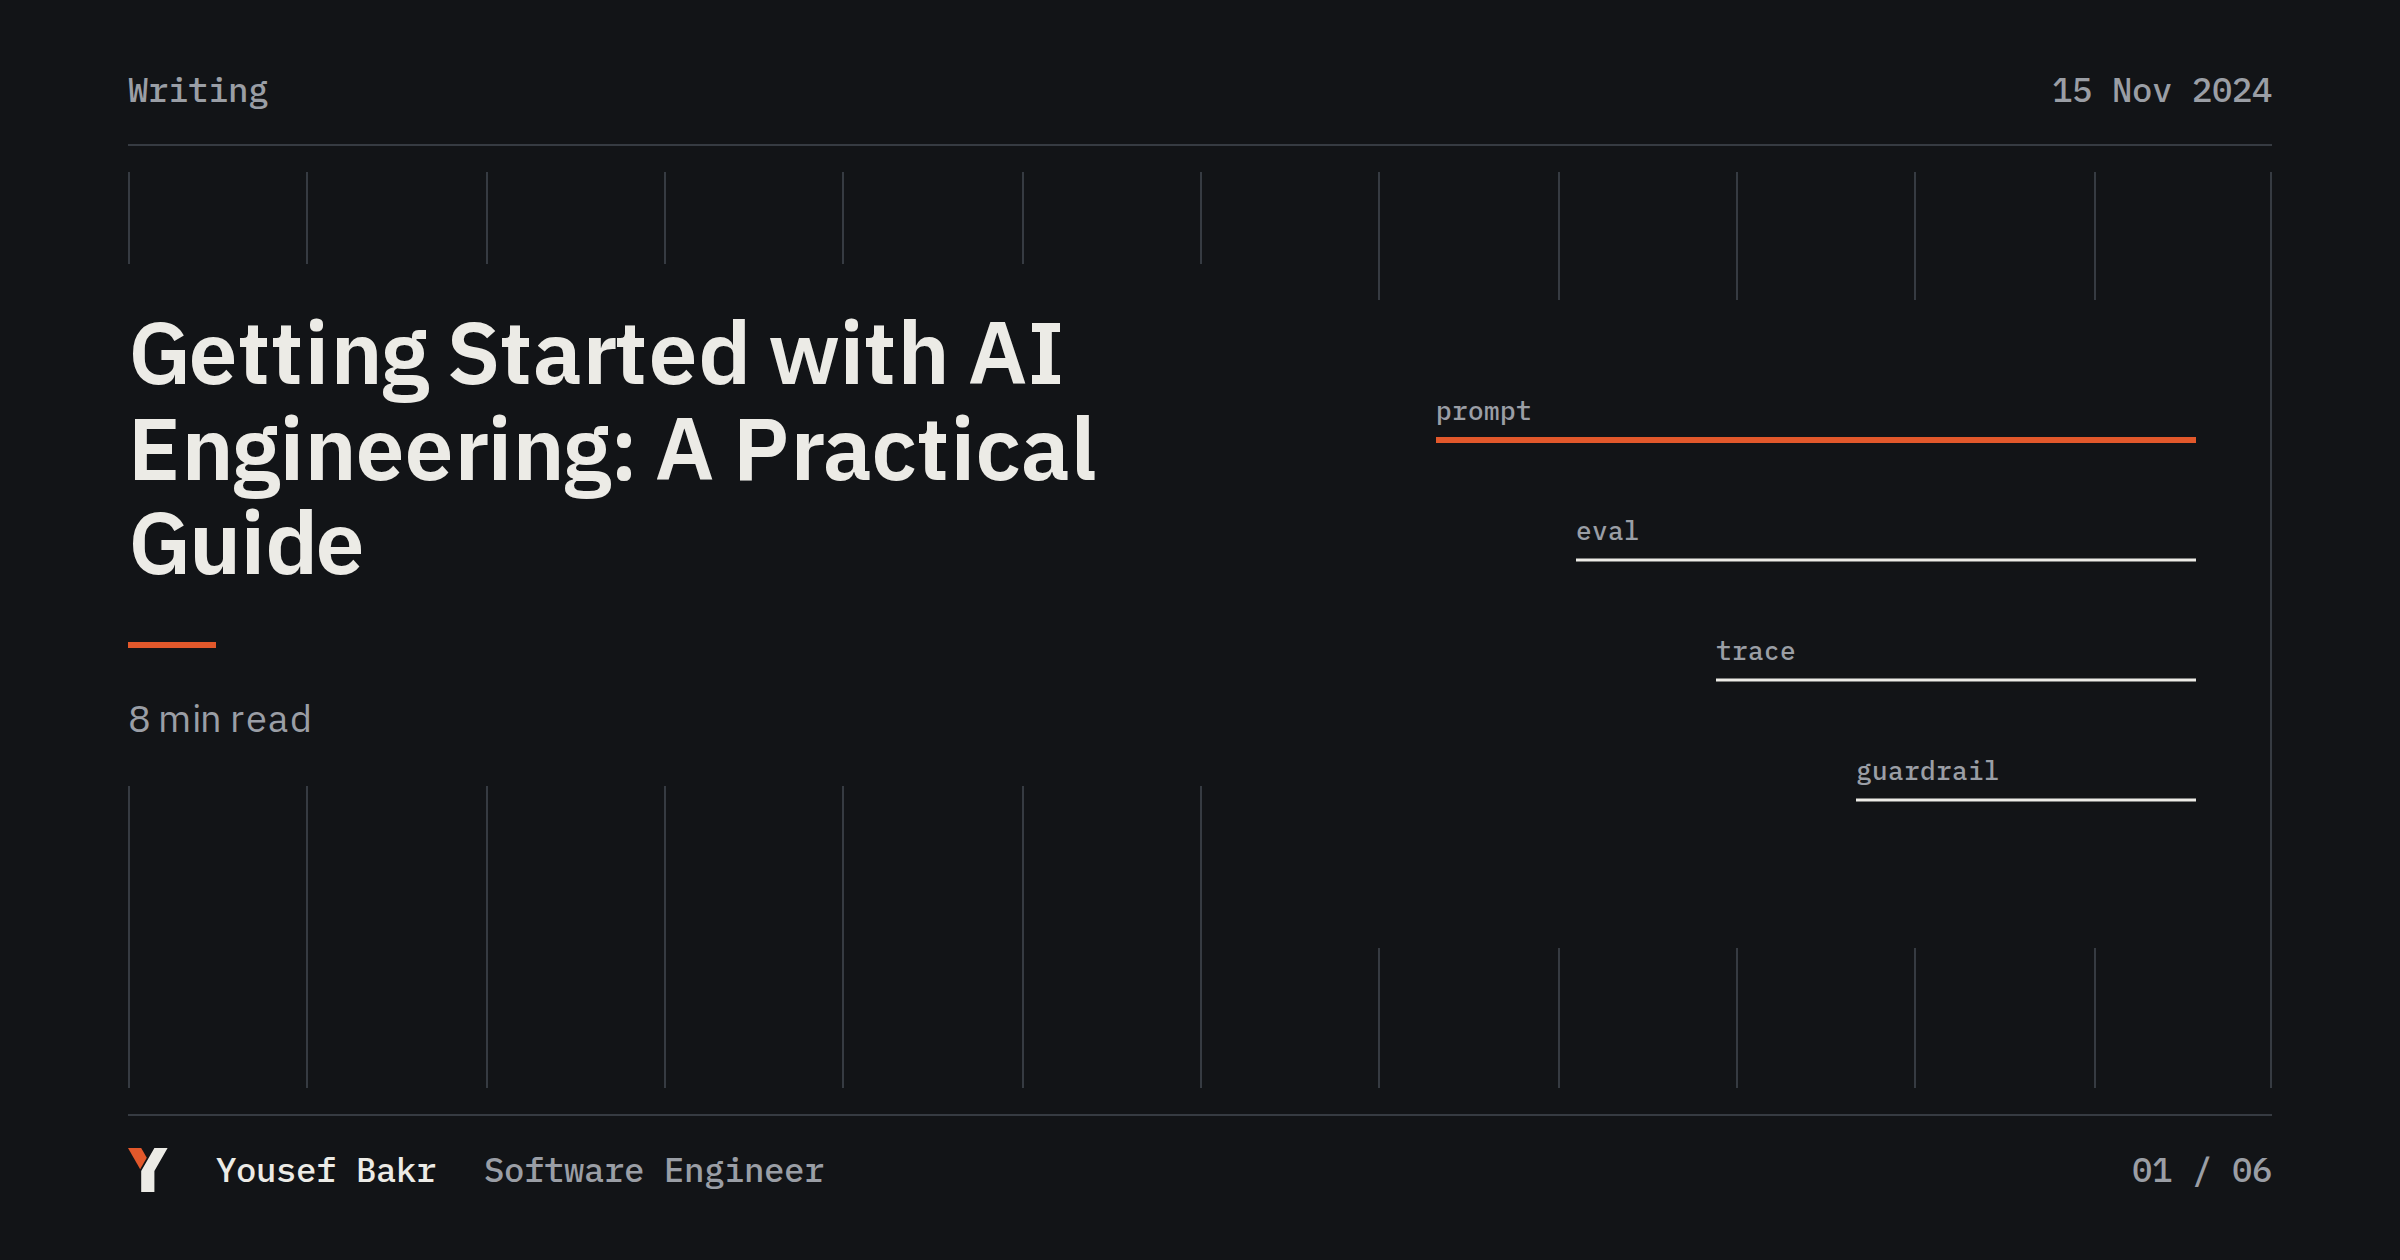 Writing
15 Nov 2024
Getting Started with AI
Engineering: A Practical
Guide
8 min read
prompt
eval
trace
guardrail
Yousef Bakr Software Engineer
01 / 06